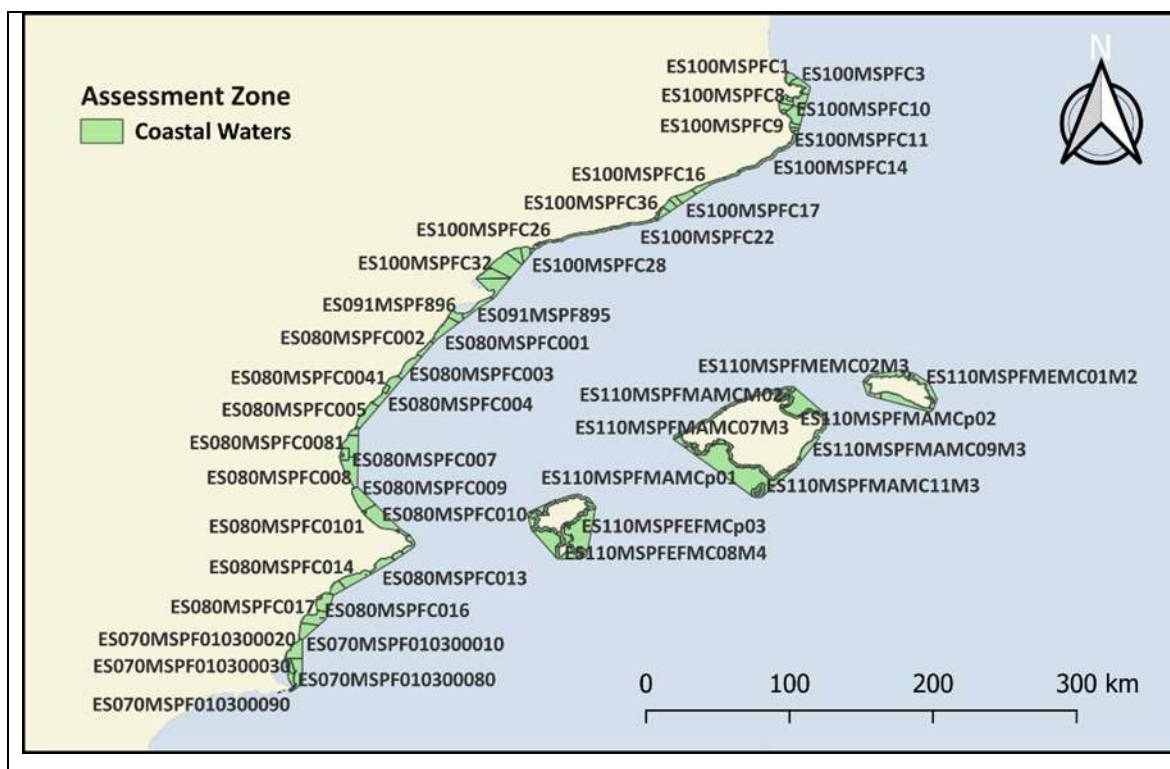 N
ES100MSPFC1
ES100MSPFC3
ES100MSPFC8
ES100MSPFC10
ES100MSPFC9
ES100MSPFC11
ES100MSPFC14
Assessment Zone
Coastal Waters
ES100MSPFC16
ES100MSPFC36
ES100MSPFC17
ES100MSPFC26
ES100MSPFC22
ES100MSPFC32
ES100MSPFC28
ES091MSPF896
ES091MSPF895
ES080MSPFC002
ES080MSPFC001
ES080MSPFC0041
ES080MSPFC003
ES080MSPFC005
ES080MSPFC004
ES080MSPFC0081
ES080MSPFC007
ES080MSPFC008
ES080MSPFC009
ES080MSPFC010
ES080MSPFC0101
ES080MSPFC014
ES080MSPFC013
ES080MSPFC017
ES080MSPFC016
ES070MSPF010300020
ES070MSPF010300010
ES070MSPF010300030
ES070MSPF010300080
ES070MSPF010300090
ES110MSPFMEMC02M3
ES110MSPFMEMC01M2
ES110MSPFMAMCM02
ES110MSPFMAMCp02
ES110MSPFMAMC07M3
ES110MSPFMAMC09M3
ES110MSPFMAMCp01
ES110MSPFMAMC11M3
ES110MSPFEFMCp03
ES110MSPFEFMC08M4
0 100 200 300 km